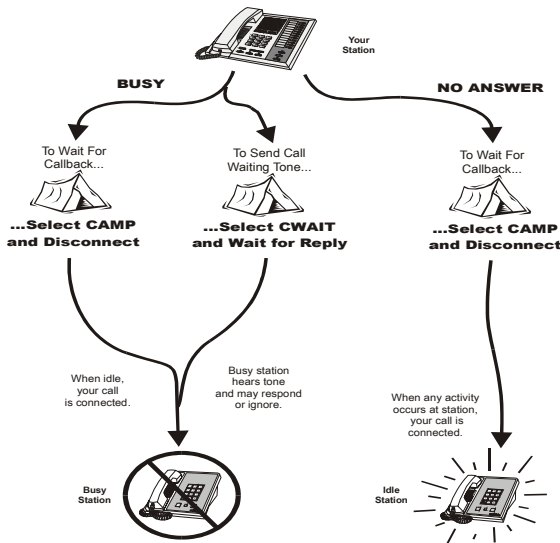 Your
Station
BUSY
NO ANSWER
To Wait For
Callback...
...Select CAMP
and Disconnect
To Send Call
Waiting Tone...
...Select CWAIT
and Wait for Reply
To Wait For
Callback...
...Select CAMP
and Disconnect
When idle,
your call
is connected.
Busy station
hears tone
and may respond
or ignore.
When any activity
occurs at station,
your call is
connected.
Busy
Station
Idle
Station